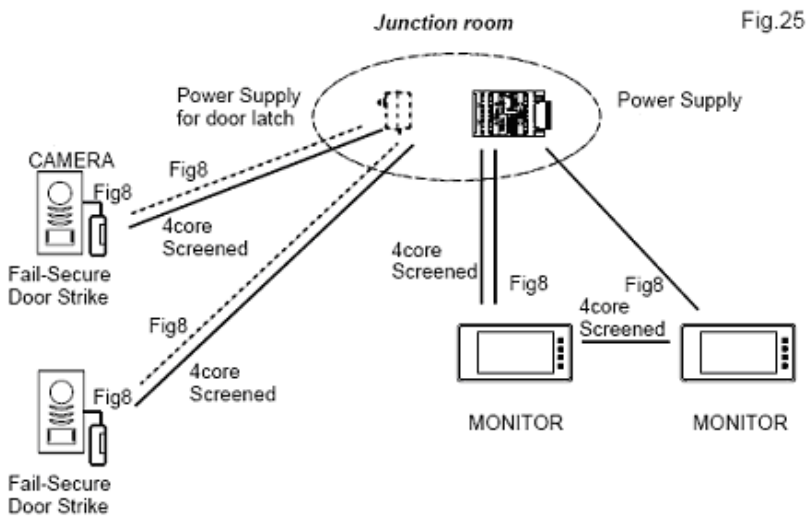 Junction room
Fig.25
Power Supply
for door latch
Power Supply
CAMERA
Fig8
Fig8
4core
Screened
Fail-Secure
Door Strike
4core
Screened
Fig8
Fig8
4core
Screened
Fig8
4core
Screened
Fig8
MONITOR
MONITOR
Fail-Secure
Door Strike